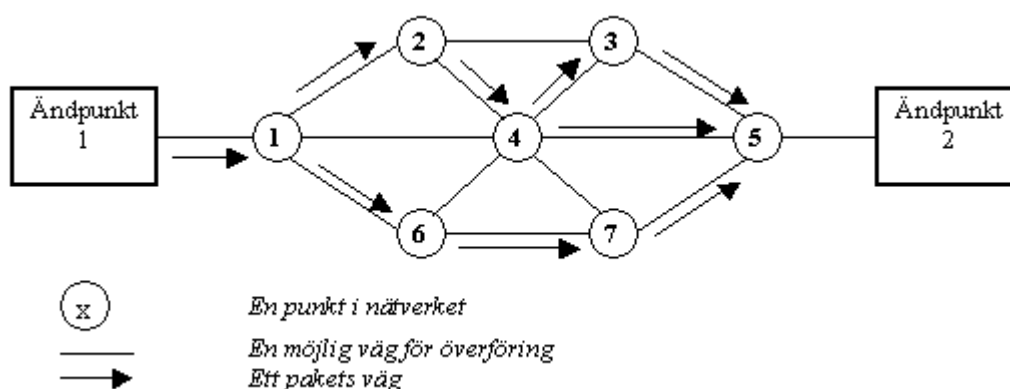 2
3
Ändpunkt
1
1
4
5
Ändpunkt
2
6
7
x
En punkt i nätverket
En möjlig väg för överföring
Ett pakets väg